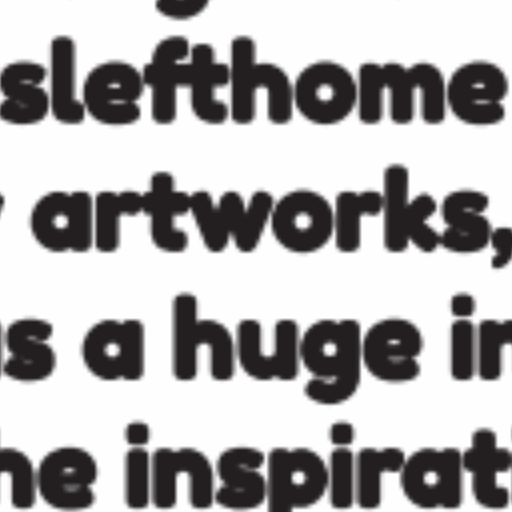 slefthome
artworks,
s a huge in
he inspirat